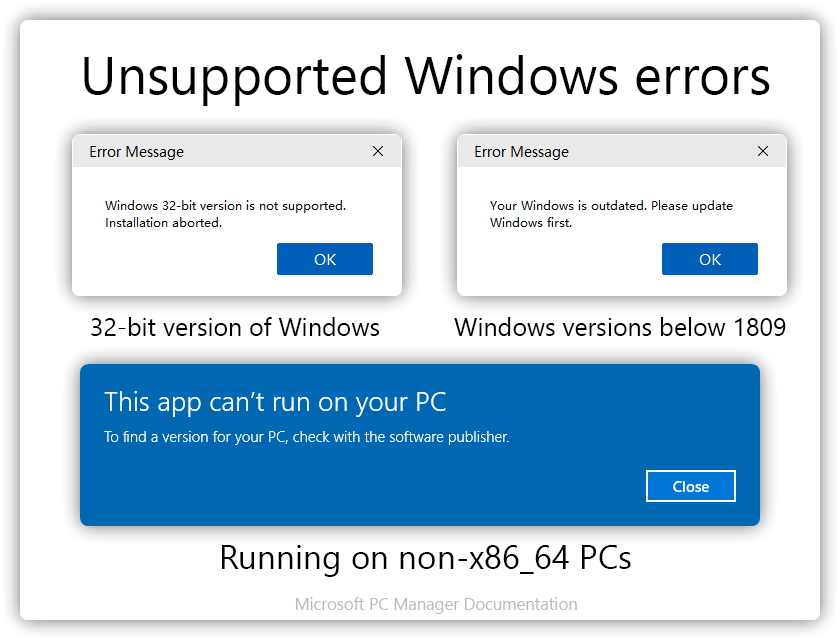 Unsupported Windows errors
Error Message
Windows 32-bit version is not supported.
Installation aborted.
OK
32-bit version of Windows
Error Message
Your Windows is outdated. Please update
Windows first.
OK
Windows versions below 1809
This app can’t run on your PC
To find a version for your PC, check with the software publisher.
Close
Running on non-x86_64 PCs
Microsoft PC Manager Documentation